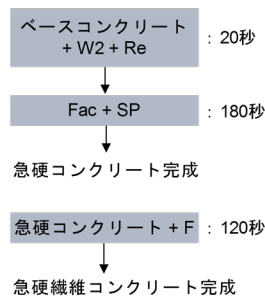 ベースコンクリート
+ W2 + Re
：20秒
Fac + SP
：180秒
急硬コンクリート完成
急硬コンクリート + F
：120秒
急硬繊維コンクリート完成